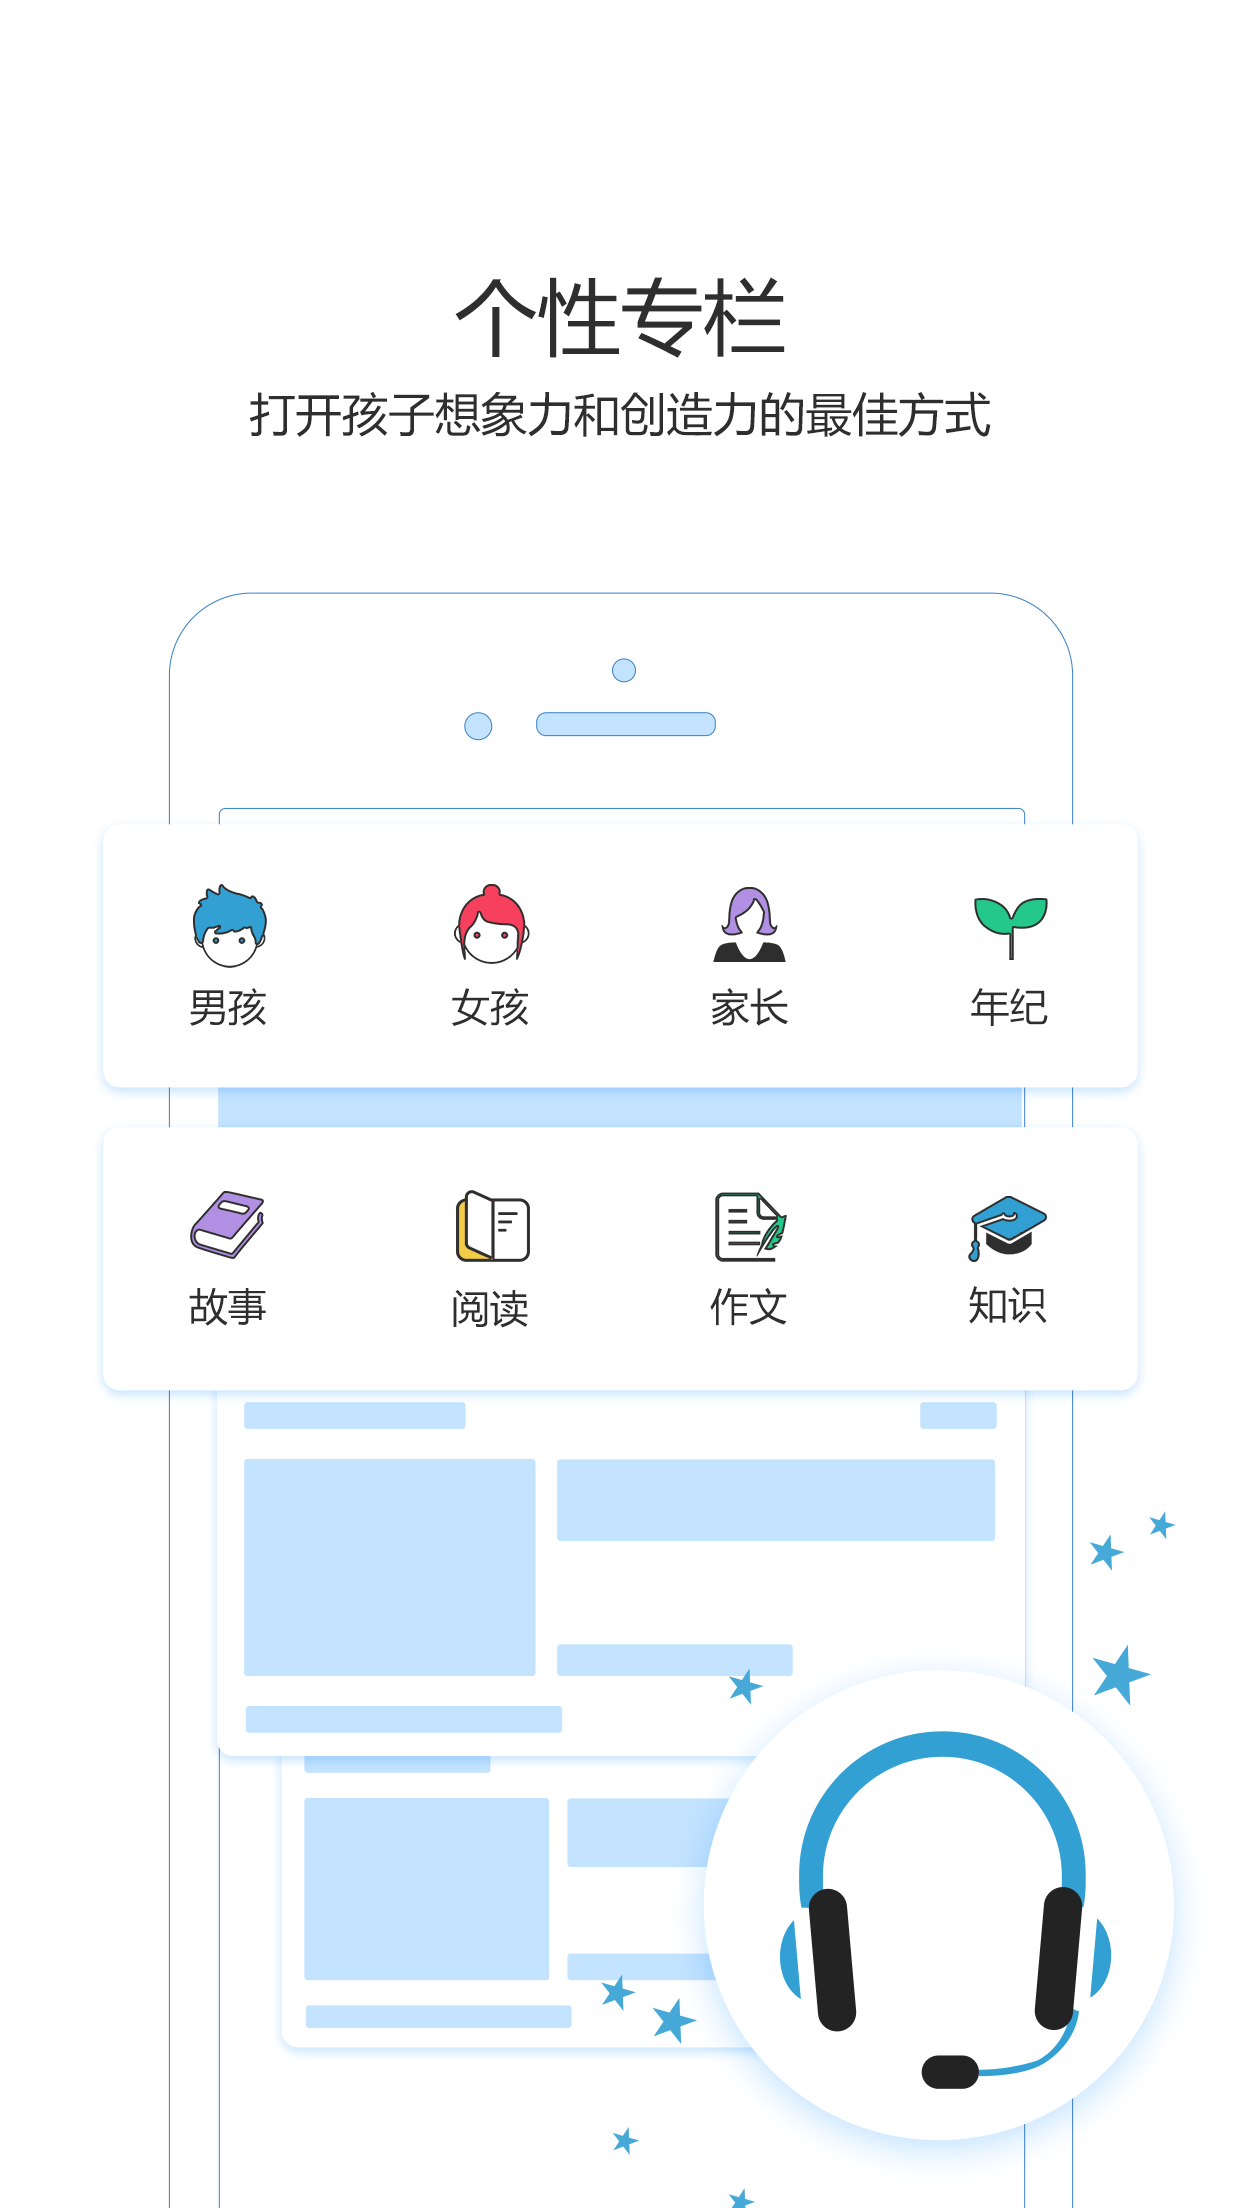 个性专栏
打开孩子想象力和创造力的最佳方式
男孩 女孩 家长 年纪
故事 阅读 作文 知识